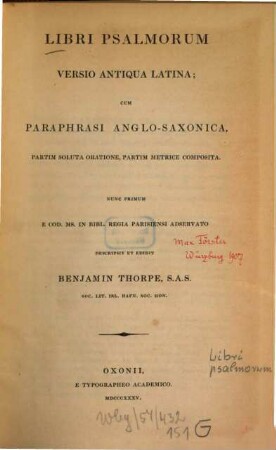 LIBRI PSALMORUM
VERSIO ANTIQUA LATINA;
CUM
PARAPHRASI ANGLO-SAXONICA,
PARTIM SOLUTA ORATIONE, PARTIM METRICE COMPOSITA.
NUNC PRIMUM
E COD. MS. IN BIBL. REGIA PARISIENSI ADSERVATO
Max Förster
Würzburg 1907
DESCRIPSIT ET EDIDIT
BENJAMIN THORPE, S.A.S.
SOC. LIT. ISL. HAFN. SOC. HON.
Libri
psalmorum
OXONII,
E TYPOGRAPHEO ACADEMICO.
MDCCCXXXV.
151 G